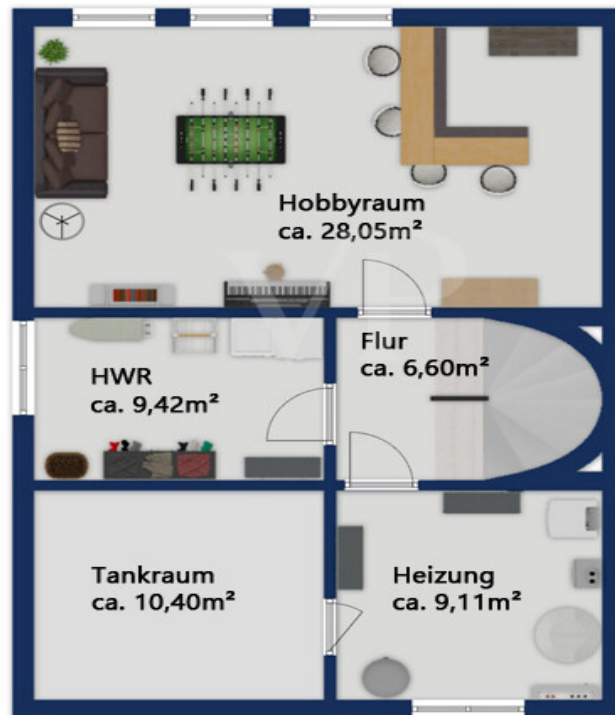 Hobbyraum
ca. 28,05m²
VP
Flur
ca. 6,60m²
HWR
ca. 9,42m²
Tankraum
ca. 10,40m²
Heizung
ca. 9,11m²